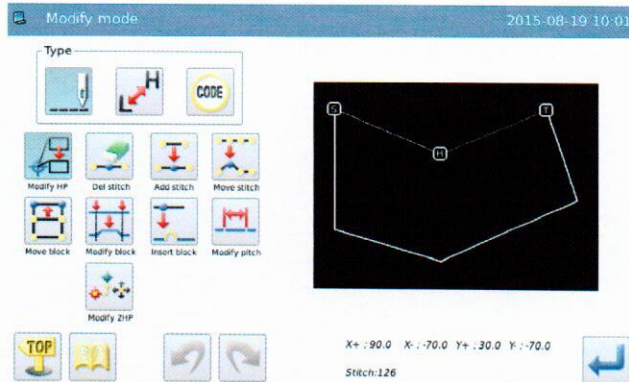 Modify mode 2015-08-19 10:01
Type
L H CODE
Modify HP Del stitch Add stitch Move stitch
Move block Modify block Insert block Modify pitch
Modify 2HP
S T
H
TOP
X+ :90.0 X- :-70.0 Y+ :30.0 Y- :-70.0
Stitch:126